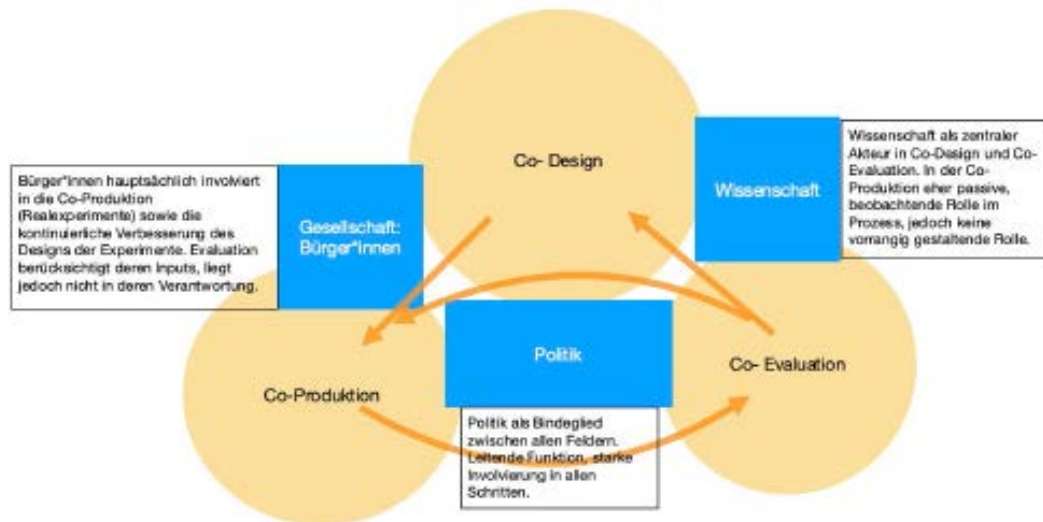 Co- Design
Wissenschaft
Wissenschaft als zentraler
Akteur in Co-Design und Co-
Evaluation. In der Co-
Produktion eher passive,
beobachtende Rolle im
Prozess, jedoch keine
vorrangig gestaltende Rolle.
Bürger*innen hauptsächlich involviert
in die Co-Produktion
(Realexperimente) sowie die
kontinuierliche Verbesserung des
Designs der Experimente. Evaluation
berücksichtigt deren Inputs, liegt
jedoch nicht in deren Verantwortung.
Gesellschaft:
Bürger*innen
Politik
Co- Evaluation
Co-Produktion
Politik als Bindeglied
zwischen allen Feldern.
Leitende Funktion, starke
Involvierung in allen
Schritten.